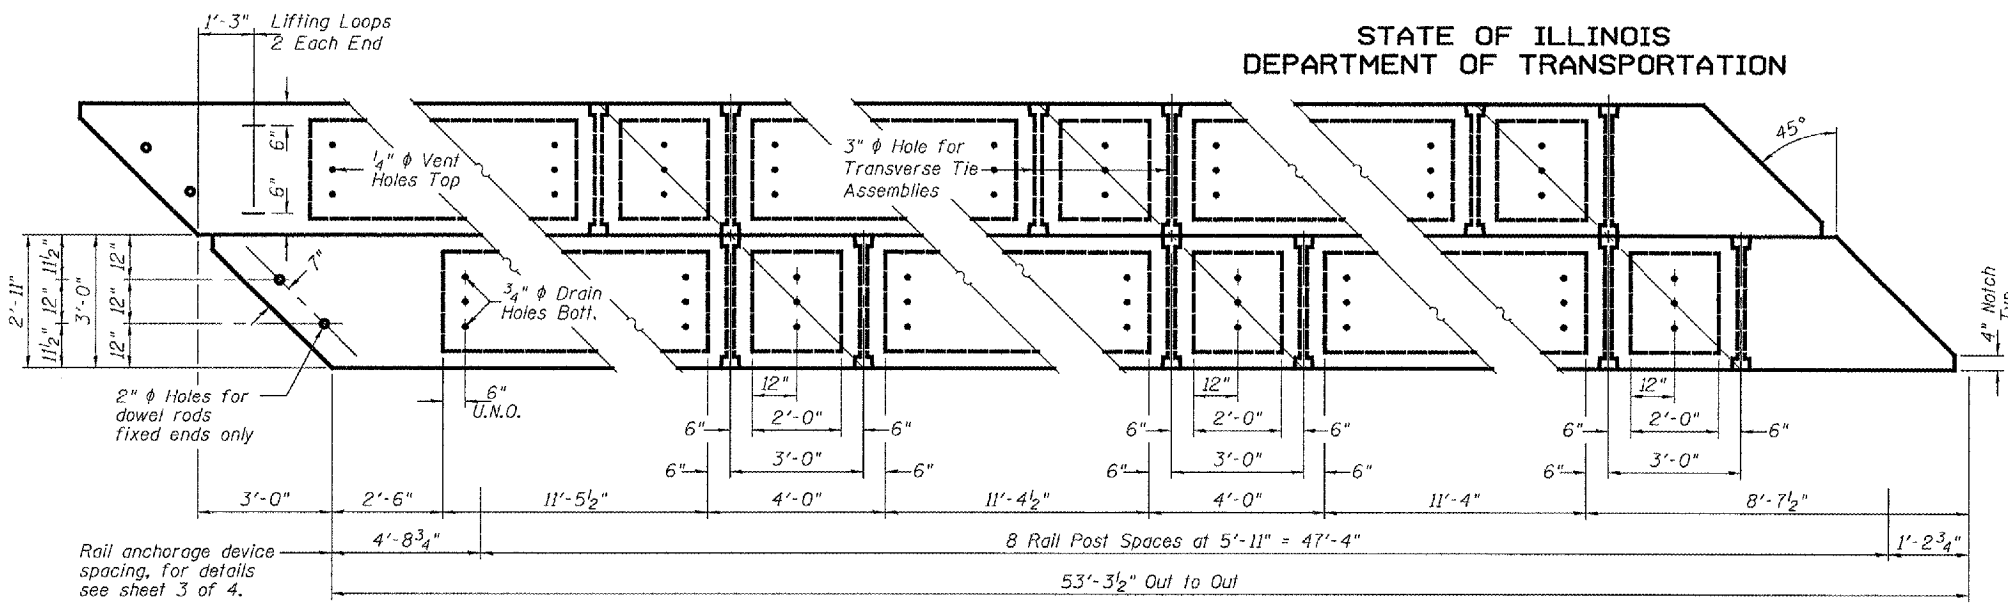 STATE OF ILLINOIS
DEPARTMENT OF TRANSPORTATION
1'-3"
Lifting Loops
2 Each End
6"
6"
1/4" φ Vent
Holes Top
3" φ Hole for
Transverse Tie
Assemblies
45°
2'-11"
11 1/2"
12"
11 1/2"
3'-0"
12"
12"
12"
7"
3/4" φ Drain
Holes Bott.
4" Notch
Typ.
2" φ Holes for
dowel rods
fixed ends only
6"
U.N.O.
12"
2'-0"
6"
6"
3'-0"
6"
6"
12"
2'-0"
6"
6"
3'-0"
6"
6"
12"
2'-0"
6"
6"
3'-0"
6"
3'-0"
2'-6"
11'-5 1/2"
4'-0"
11'-4 1/2"
4'-0"
11'-4"
8'-7 1/2"
4'-8 3/4"
8 Rail Post Spaces at 5'-11" = 47'-4"
1'-2 3/4"
Rail anchorage device
spacing, for details
see sheet 3 of 4.
53'-3 1/2" Out to Out